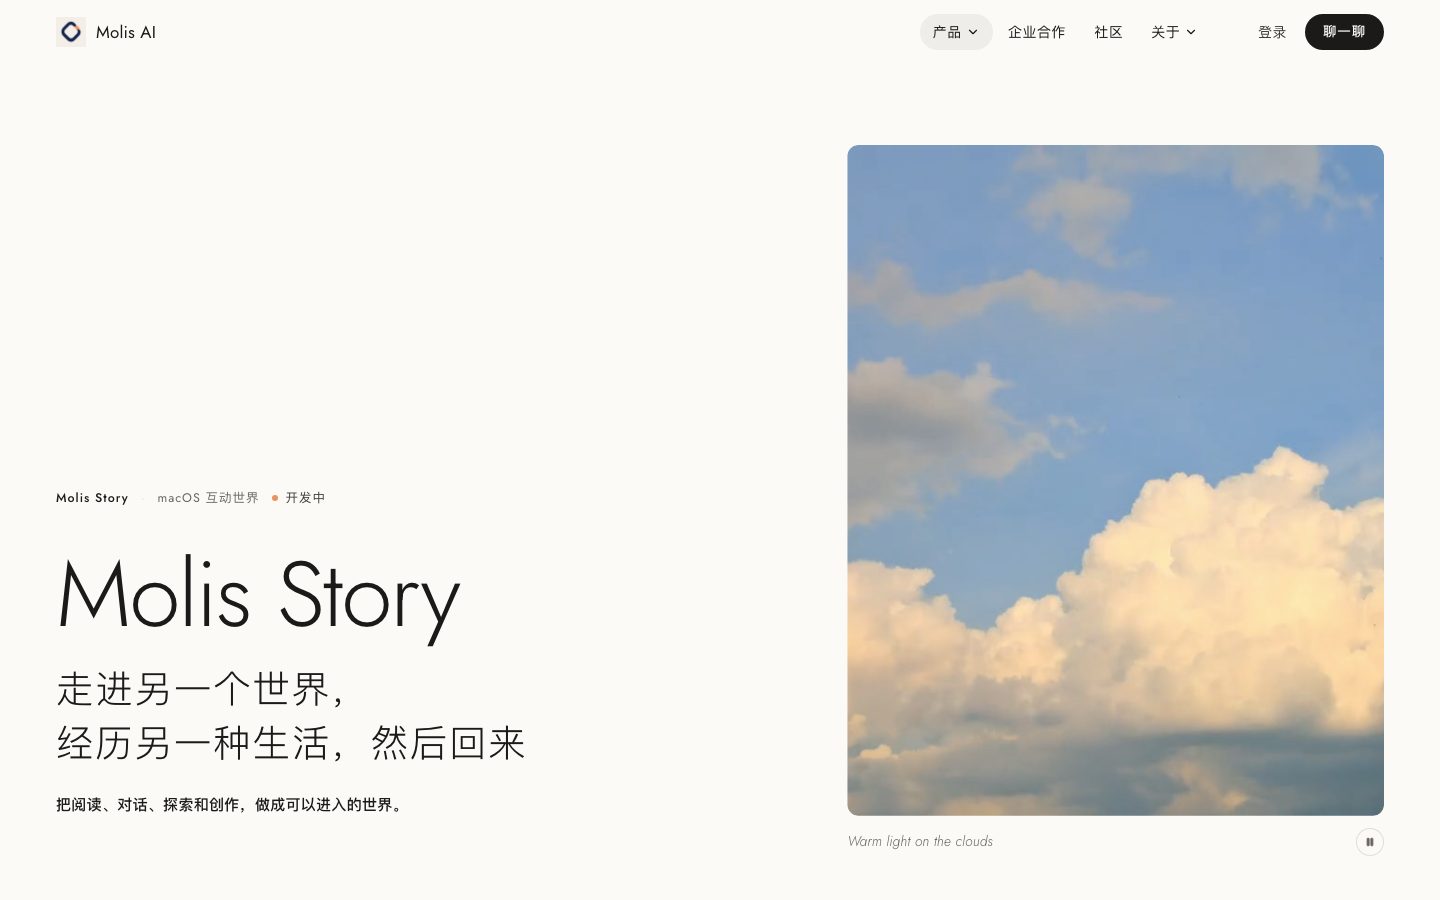 Molis AI
产品
企业合作
社区
关于
登录
聊一聊
Molis Story · macOS 互动世界 开发中
Molis Story
走进另一个世界，
经历另一种生活，然后回来
把阅读、对话、探索和创作，做成可以进入的世界。
Warm light on the clouds